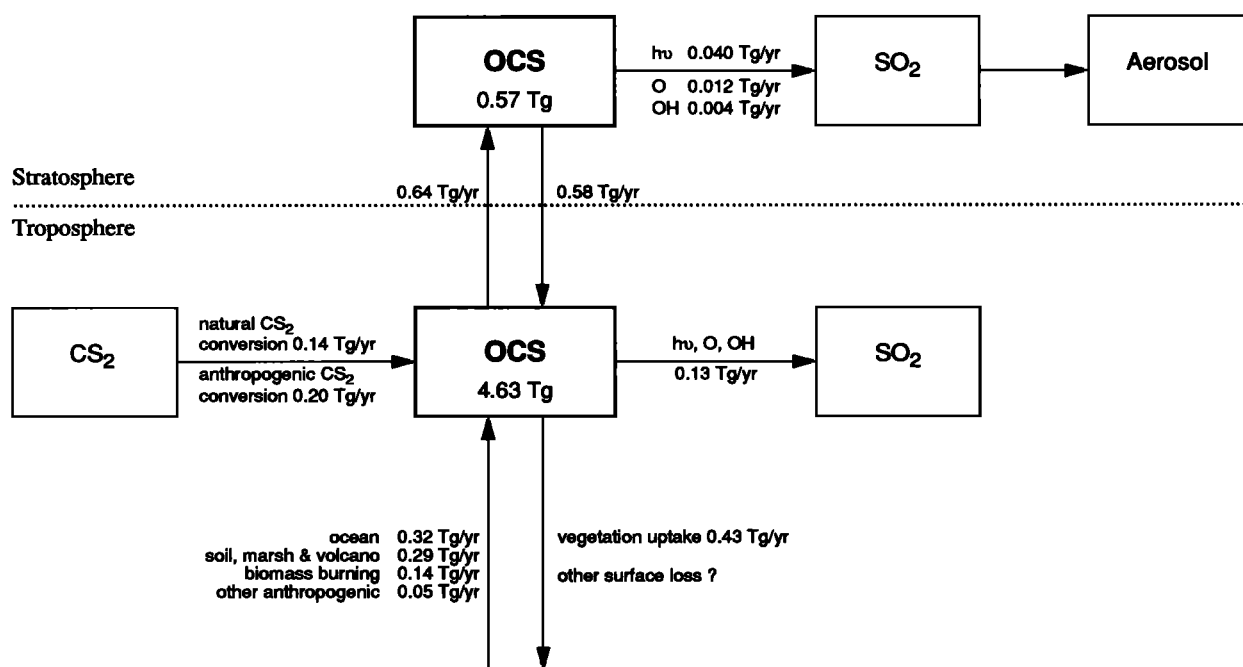 OCS
0.57 Tg
hυ 0.040 Tg/yr
O 0.012 Tg/yr
OH 0.004 Tg/yr
SO2
Aerosol
Stratosphere
0.64 Tg/yr
0.58 Tg/yr
Troposphere
CS2
natural CS2
conversion 0.14 Tg/yr
anthropogenic CS2
conversion 0.20 Tg/yr
OCS
4.63 Tg
hυ, O, OH
0.13 Tg/yr
SO2
ocean 0.32 Tg/yr
soil, marsh & volcano 0.29 Tg/yr
biomass burning 0.14 Tg/yr
other anthropogenic 0.05 Tg/yr
vegetation uptake 0.43 Tg/yr
other surface loss ?